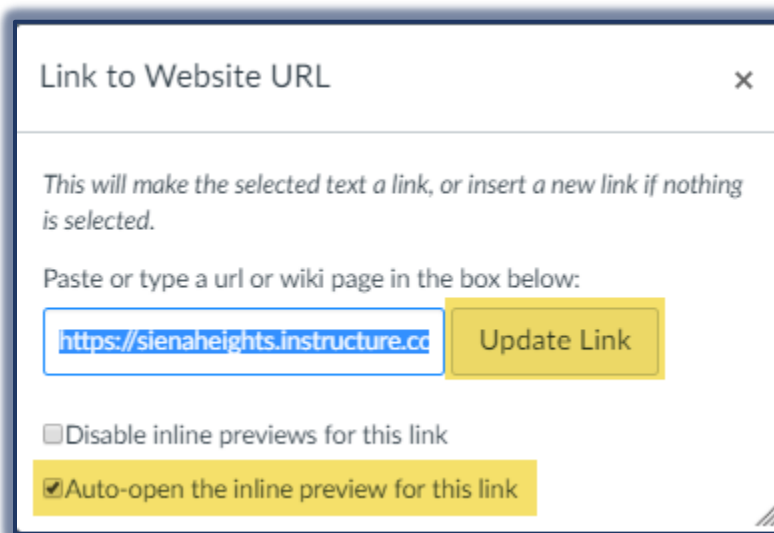 Link to Website URL
×
This will make the selected text a link, or insert a new link if nothing
is selected.
Paste or type a url or wiki page in the box below:
https://sienaheights.instructure.cc
Update Link
Disable inline previews for this link
Auto-open the inline preview for this link